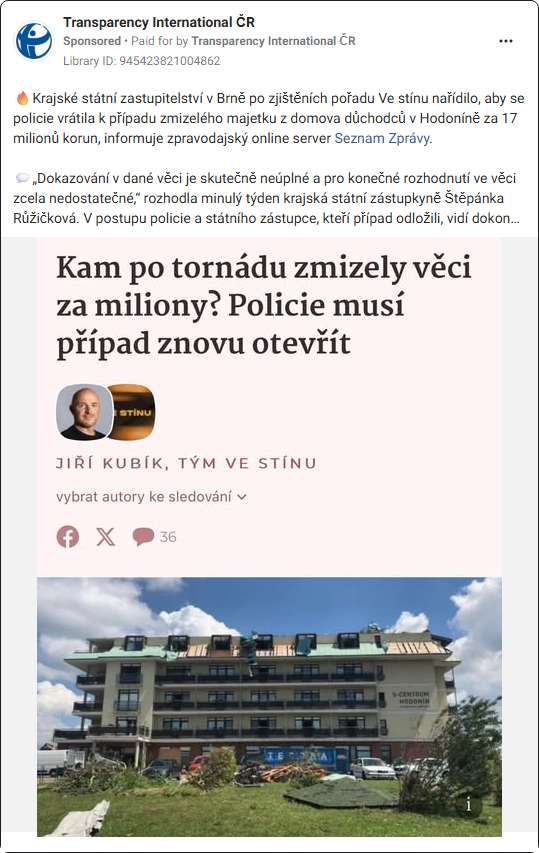 Transparency International ČR
Sponsored • Paid for by Transparency International ČR
Library ID: 945423821004862
🔥Krajské státní zastupitelství v Brně po zjištěních pořadu Ve stínu nařídilo, aby se
policie vrátila k případu zmizelého majetku z domova důchodců v Hodoníně za 17
milionů korun, informuje zpravodajský online server Seznam Zprávy.
💬„Dokazování v dané věci je skutečně neúplné a pro konečné rozhodnutí ve věci
zcela nedostatečné,“ rozhodla minulý týden krajská státní zástupkyně Štěpánka
Růžičková. V postupu policie a státního zástupce, kteří případ odložili, vidí dokon...
Kam po tornádu zmizely věci
za miliony? Policie musí
případ znovu otevřít
E STÍNU
JIŘÍ KUBÍK, TÝM VE STÍNU
vybrat autory ke sledování
36
S-CENTRUM
HODONÍN
i